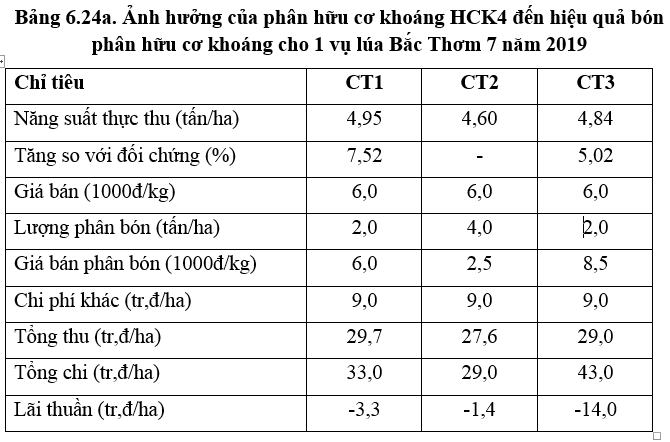 Bảng 6.24a. Ảnh hưởng của phân hữu cơ khoáng HCK4 đến hiệu quả bón
phân hữu cơ khoáng cho 1 vụ lúa Bắc Thơm 7 năm 2019
Chỉ tiêu CT1 CT2 CT3
Năng suất thực thu (tấn/ha) 4,95 4,60 4,84
Tăng so với đối chứng (%) 7,52 - 5,02
Giá bán (1000đ/kg) 6,0 6,0 6,0
Lượng phân bón (tấn/ha) 2,0 4,0 2,0
Giá bán phân bón (1000đ/kg) 6,0 2,5 8,5
Chi phí khác (tr,đ/ha) 9,0 9,0 9,0
Tổng thu (tr,đ/ha) 29,7 27,6 29,0
Tổng chi (tr,đ/ha) 33,0 29,0 43,0
Lãi thuần (tr,đ/ha) -3,3 -1,4 -14,0